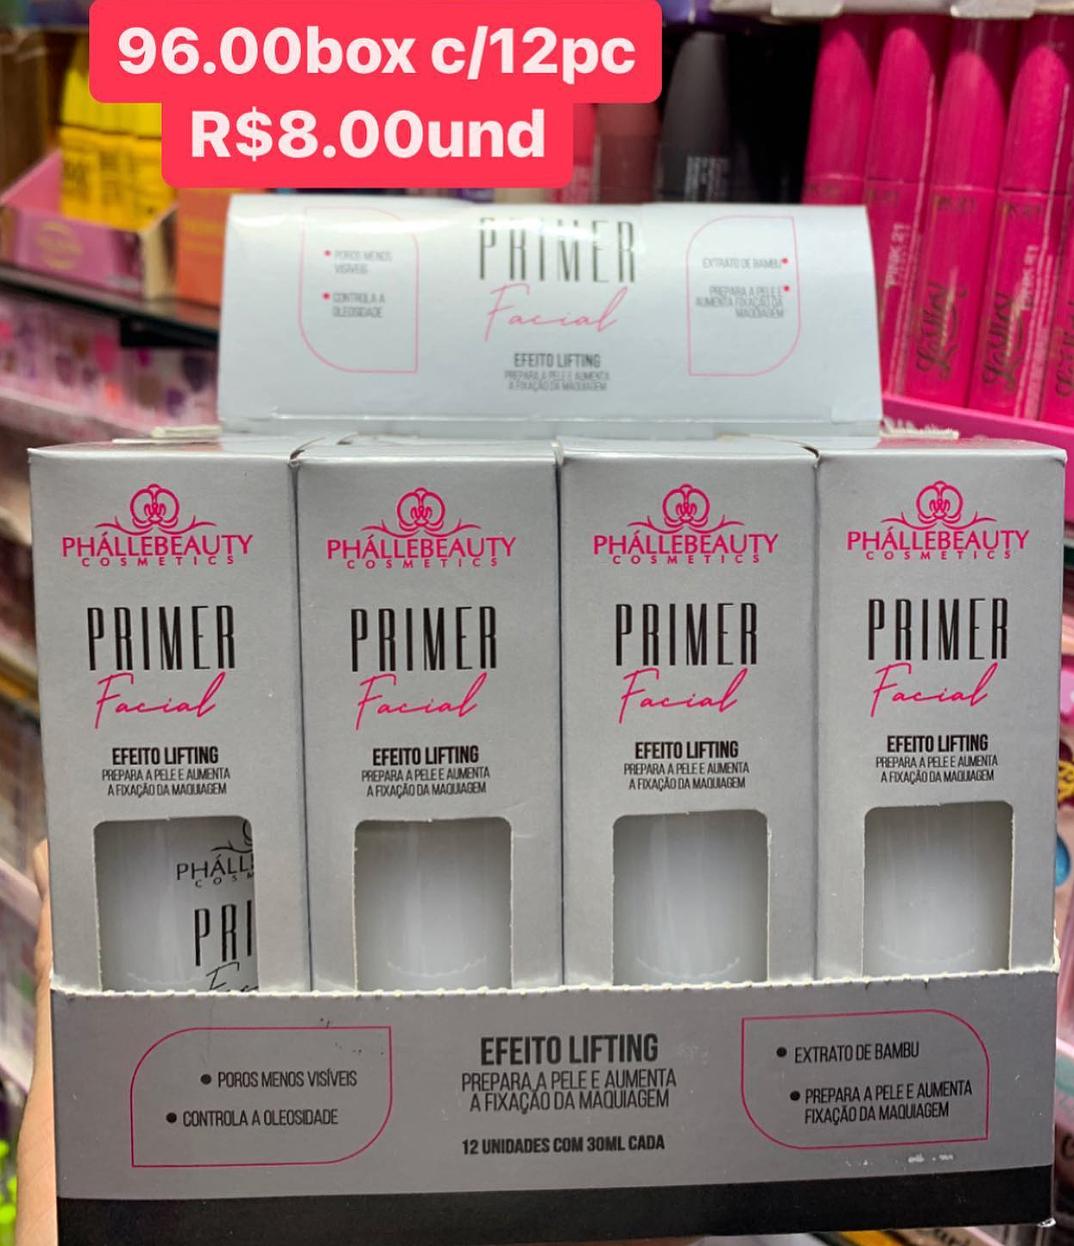 96.00box c/12pc
R$8.00und
PRIMER
Facial
EFEITO LIFTING
PREPARA A PELE E AUMENTA
A FIXAÇÃO DA MAQUIAGEM
• POROS MENOS
VISÍVEIS
• CONTROLA A
OLEOSIDADE
EXTRATO DE BAMBU •
PREPARA A PELE E •
AUMENTA FIXAÇÃO DA
MAQUIAGEM
PHÁLLEBEAUTY
COSMETICS
PRIMER
Facial
EFEITO LIFTING
PREPARA A PELE E AUMENTA
A FIXAÇÃO DA MAQUIAGEM
PHÁLL
COSM
PRI
PHÁLLEBEAUTY
COSMETICS
PRIMER
Facial
EFEITO LIFTING
PREPARA A PELE E AUMENTA
A FIXAÇÃO DA MAQUIAGEM
PHÁLLEBEAUTY
COSMETICS
PRIMER
Facial
EFEITO LIFTING
PREPARA A PELE E AUMENTA
A FIXAÇÃO DA MAQUIAGEM
PHÁLLEBEAUTY
COSMETICS
PRIMER
Facial
EFEITO LIFTING
PREPARA A PELE E AUMENTA
A FIXAÇÃO DA MAQUIAGEM
• POROS MENOS VISÍVEIS
• CONTROLA A OLEOSIDADE
EFEITO LIFTING
PREPARA A PELE E AUMENTA
A FIXAÇÃO DA MAQUIAGEM
12 UNIDADES COM 30ML CADA
• EXTRATO DE BAMBU
• PREPARA A PELE E AUMENTA
FIXAÇÃO DA MAQUIAGEM